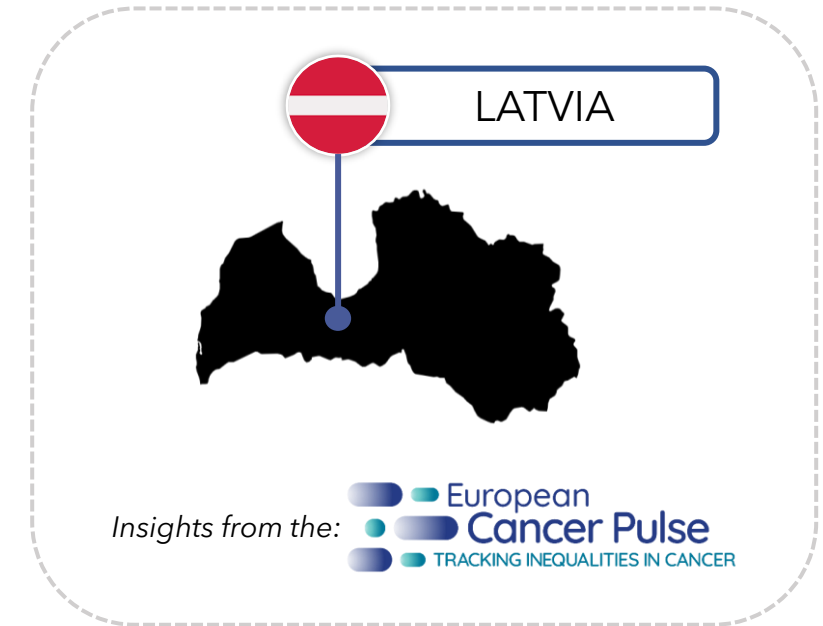 LATVIA
Insights from the:
European
Cancer Pulse
TRACKING INEQUALITIES IN CANCER